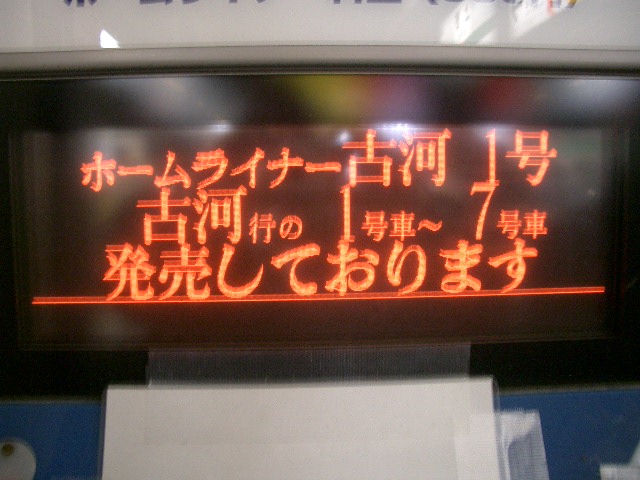 ホームライナー古河 1号
古河行の 1号車～ 7号車
発売しております